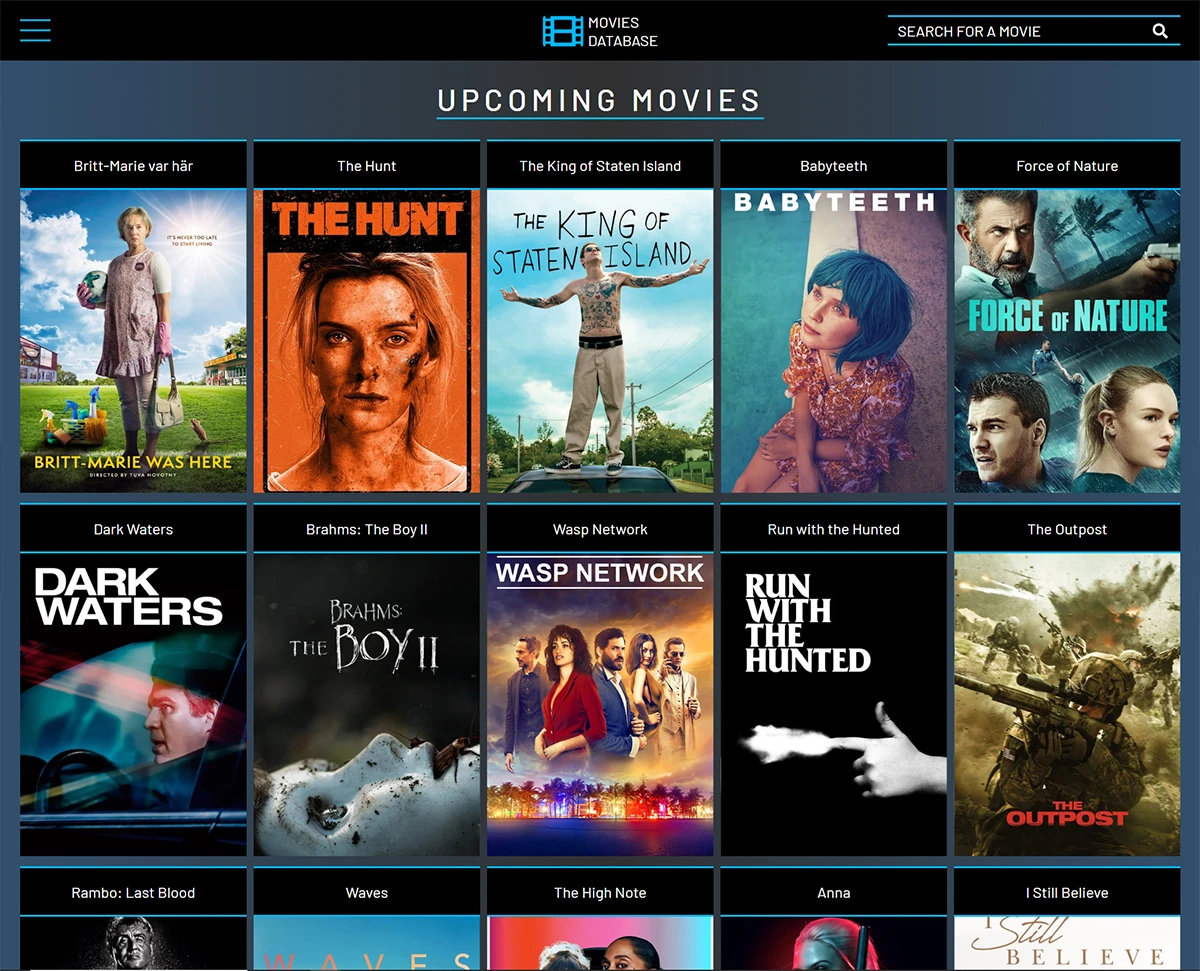 MOVIES
DATABASE
SEARCH FOR A MOVIE
UPCOMING MOVIES
Britt-Marie var här
The Hunt
The King of Staten Island
Babyteeth
Force of Nature
IT'S NEVER TOO LATE
TO START LIVING
BRITT-MARIE WAS HERE
DIRECTED BY TUVA NOVOTNY
THE HUNT
THE KING OF
STATEN ISLAND
BABYTEETH
FORCE OF NATURE
Dark Waters
Brahms: The Boy II
Wasp Network
Run with the Hunted
The Outpost
DARK
WATERS
BRAHMS:
THE BOY II
WASP NETWORK
RUN
WITH
THE
HUNTED
THE
OUTPOST
Rambo: Last Blood
Waves
The High Note
Anna
I Still Believe
WAVES
I Still
BELIEVE